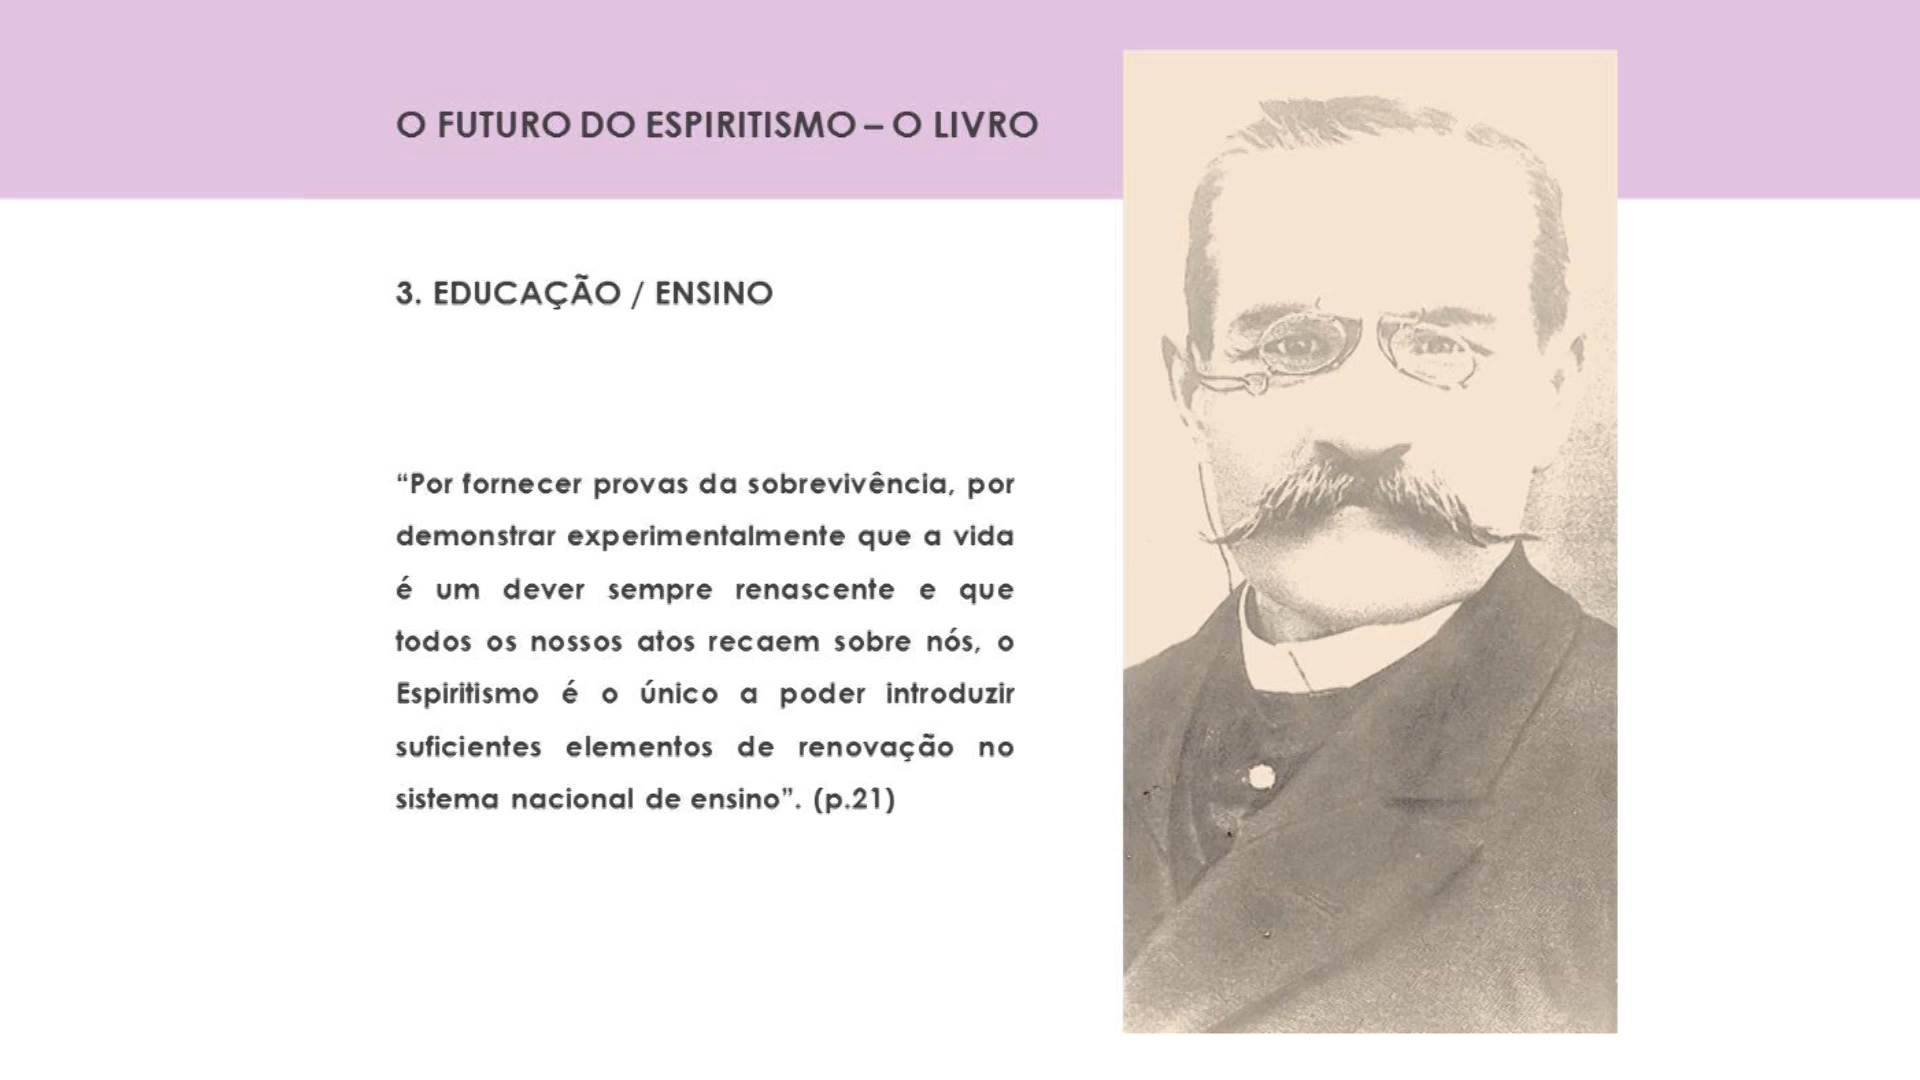 O FUTURO DO ESPIRITISMO – O LIVRO
3. EDUCAÇÃO / ENSINO
“Por fornecer provas da sobrevivência, por
demonstrar experimentalmente que a vida
é um dever sempre renascente e que
todos os nossos atos recaem sobre nós, o
Espiritismo é o único a poder introduzir
suficientes elementos de renovação no
sistema nacional de ensino”. (p.21)